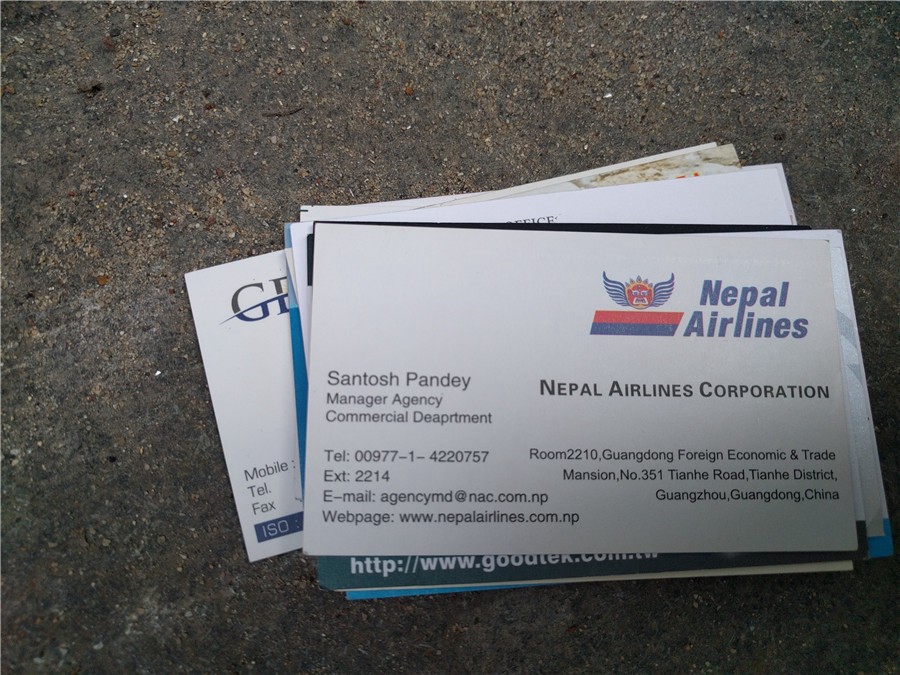 OFFICE
Nepal
Airlines
Santosh Pandey
Manager Agency
Commercial Deaprtment
NEPAL AIRLINES CORPORATION
Tel: 00977-1- 4220757
Ext: 2214
E-mail: agencymd@nac.com.np
Webpage: www.nepalairlines.com.np
Room2210,Guangdong Foreign Economic & Trade
Mansion,No.351 Tianhe Road,Tianhe District,
Guangzhou,Guangdong,China
Mobile :
Tel.
Fax
ISO :
http://www.goodtek.com.tw